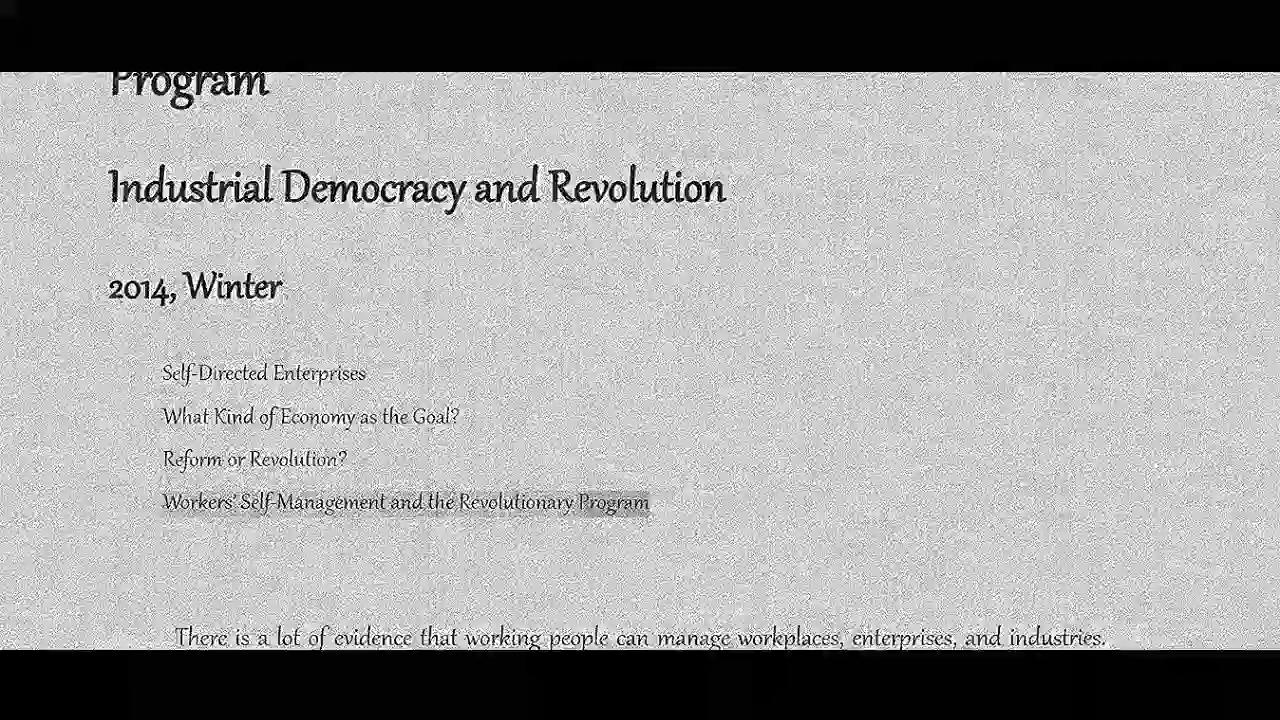 Program
Industrial Democracy and Revolution
2014, Winter
Self-Directed Enterprises
What Kind of Economy as the Goal?
Reform or Revolution?
Workers' Self-Management and the Revolutionary Program
There is a lot of evidence that working people can manage workplaces, enterprises, and industries.